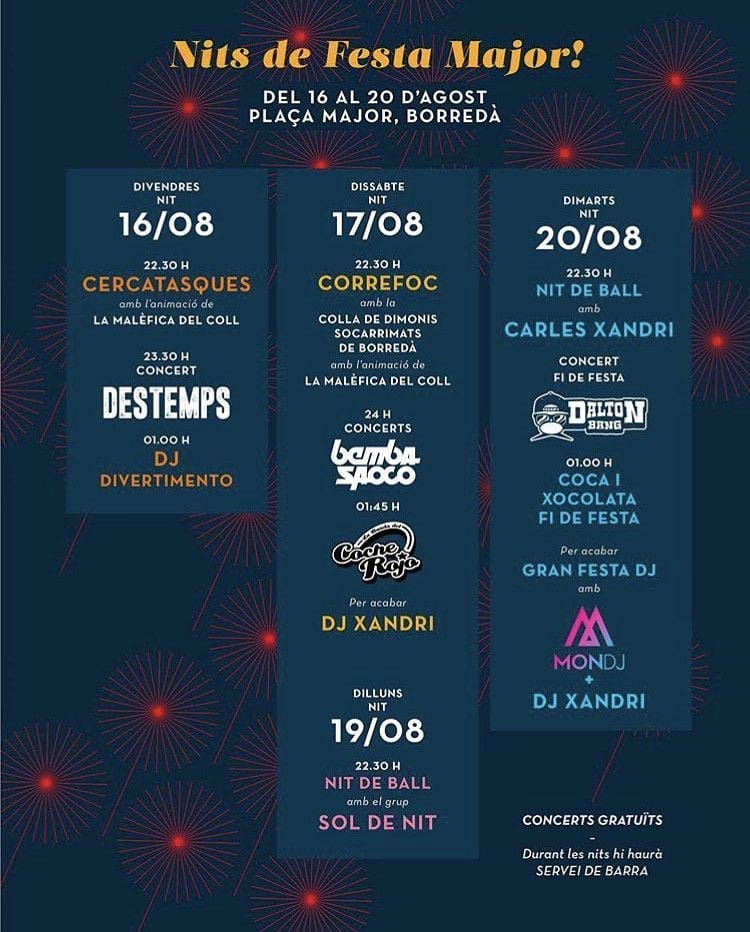 Nits de Festa Major!
DEL 16 AL 20 D'AGOST
PLAÇA MAJOR, BORREDÀ
DIVENDRES
NIT
16/08
22.30 H
CERCATASQUES
amb l'animació de
LA MALÈFICA DEL COLL
23.30 H
CONCERT
DESTEMPS
01.00 H
DJ
DIVERTIMENTO
DISSABTE
NIT
17/08
22.30 H
CORREFOC
amb la
COLLA DE DIMONIS
SOCARRIMATS
DE BORREDÀ
amb l'animació de
LA MALÈFICA DEL COLL
24 H
CONCERTS
bemba
saoco
01:45 H
La Banda del
Coche
Rojo
Per acabar
DJ XANDRI
DILLUNS
NIT
19/08
22.30 H
NIT DE BALL
amb el grup
SOL DE NIT
DIMARTS
NIT
20/08
22.30 H
NIT DE BALL
amb
CARLES XANDRI
CONCERT
FI DE FESTA
DALTON
BANG
01.00 H
COCA I
XOCOLATA
FI DE FESTA
Per acabar
GRAN FESTA DJ
amb
MONDJ
+
DJ XANDRI
CONCERTS GRATUÏTS
–
Durant les nits hi haurà
SERVEI DE BARRA